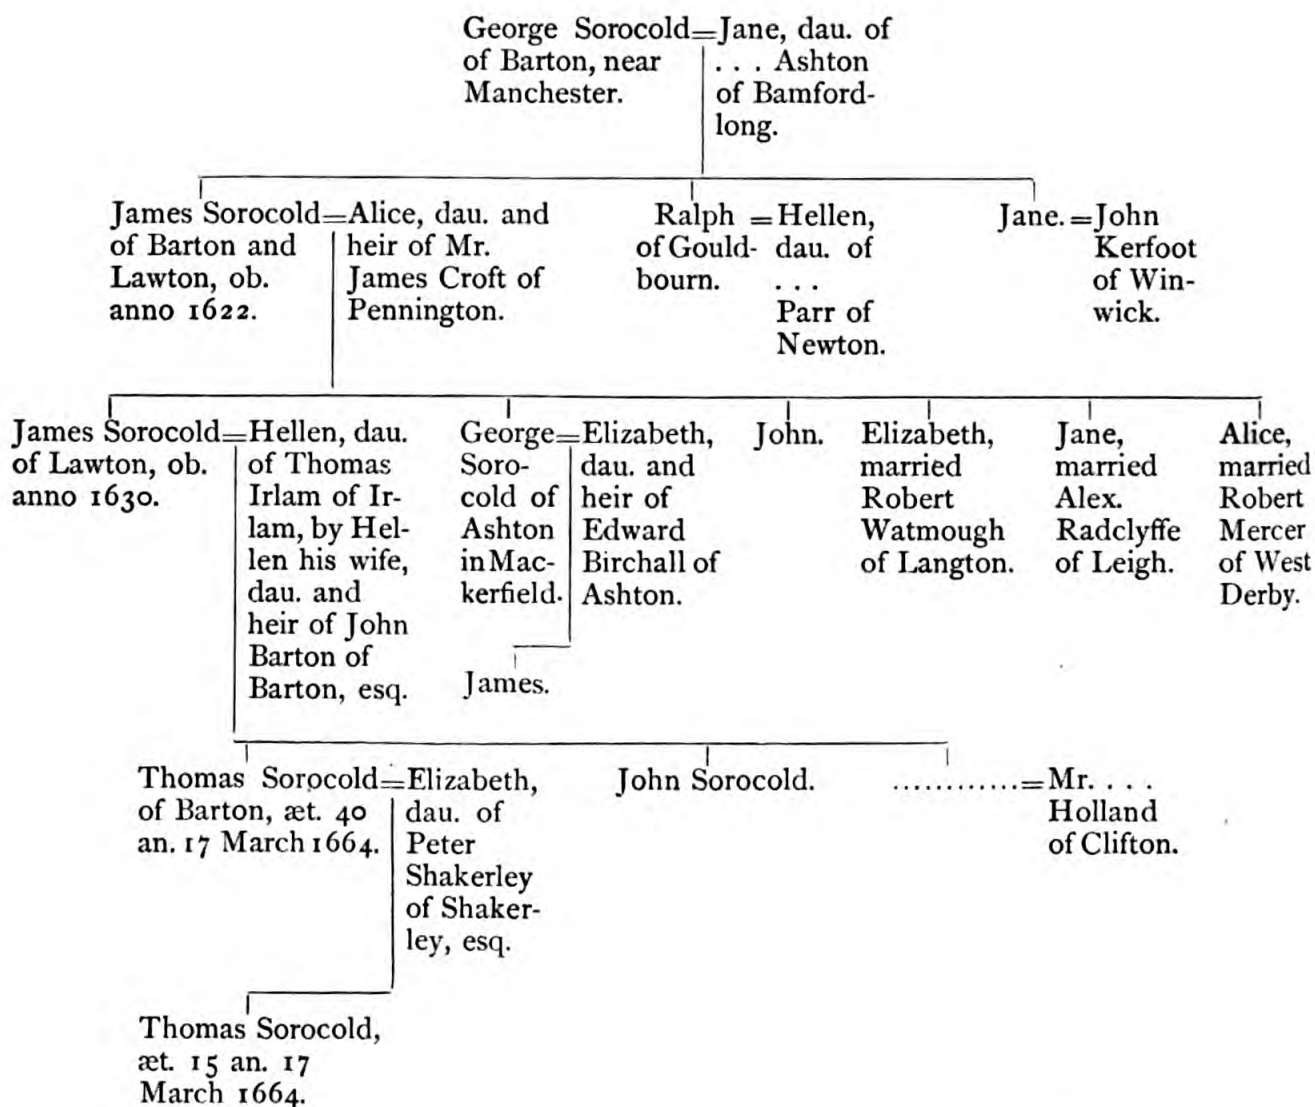 George Sorocold=Jane, dau. of
of Barton, near
Manchester.
. . . Ashton
of Bamford-
long.
James Sorocold=Alice, dau. and
of Barton and
Lawton, ob.
anno 1622.
heir of Mr.
James Croft of
Pennington.
Ralph = Hellen,
of Gould-
bourn.
dau. of
. . .
Parr of
Newton.
Jane.=John
Kerfoot
of Win-
wick.
James Sorocold=Hellen, dau.
of Lawton, ob.
anno 1630.
of Thomas
Irlam of Ir-
lam, by Hel-
len his wife,
dau. and
heir of John
Barton of
Barton, esq.
George=Elizabeth,
Soro-
cold of
Ashton
in Mac-
kerfield.
dau. and
heir of
Edward
Birchall of
Ashton.
John.
Elizabeth,
married
Robert
Watmough
of Langton.
Jane,
married
Alex.
Radclyffe
of Leigh.
Alice,
married
Robert
Mercer
of West
Derby.
James.
Thomas Sorocold=Elizabeth,
of Barton, æt. 40
an. 17 March 1664.
dau. of
Peter
Shakerley
of Shaker-
ley, esq.
John Sorocold.
............=Mr. . . .
Holland
of Clifton.
Thomas Sorocold,
æt. 15 an. 17
March 1664.